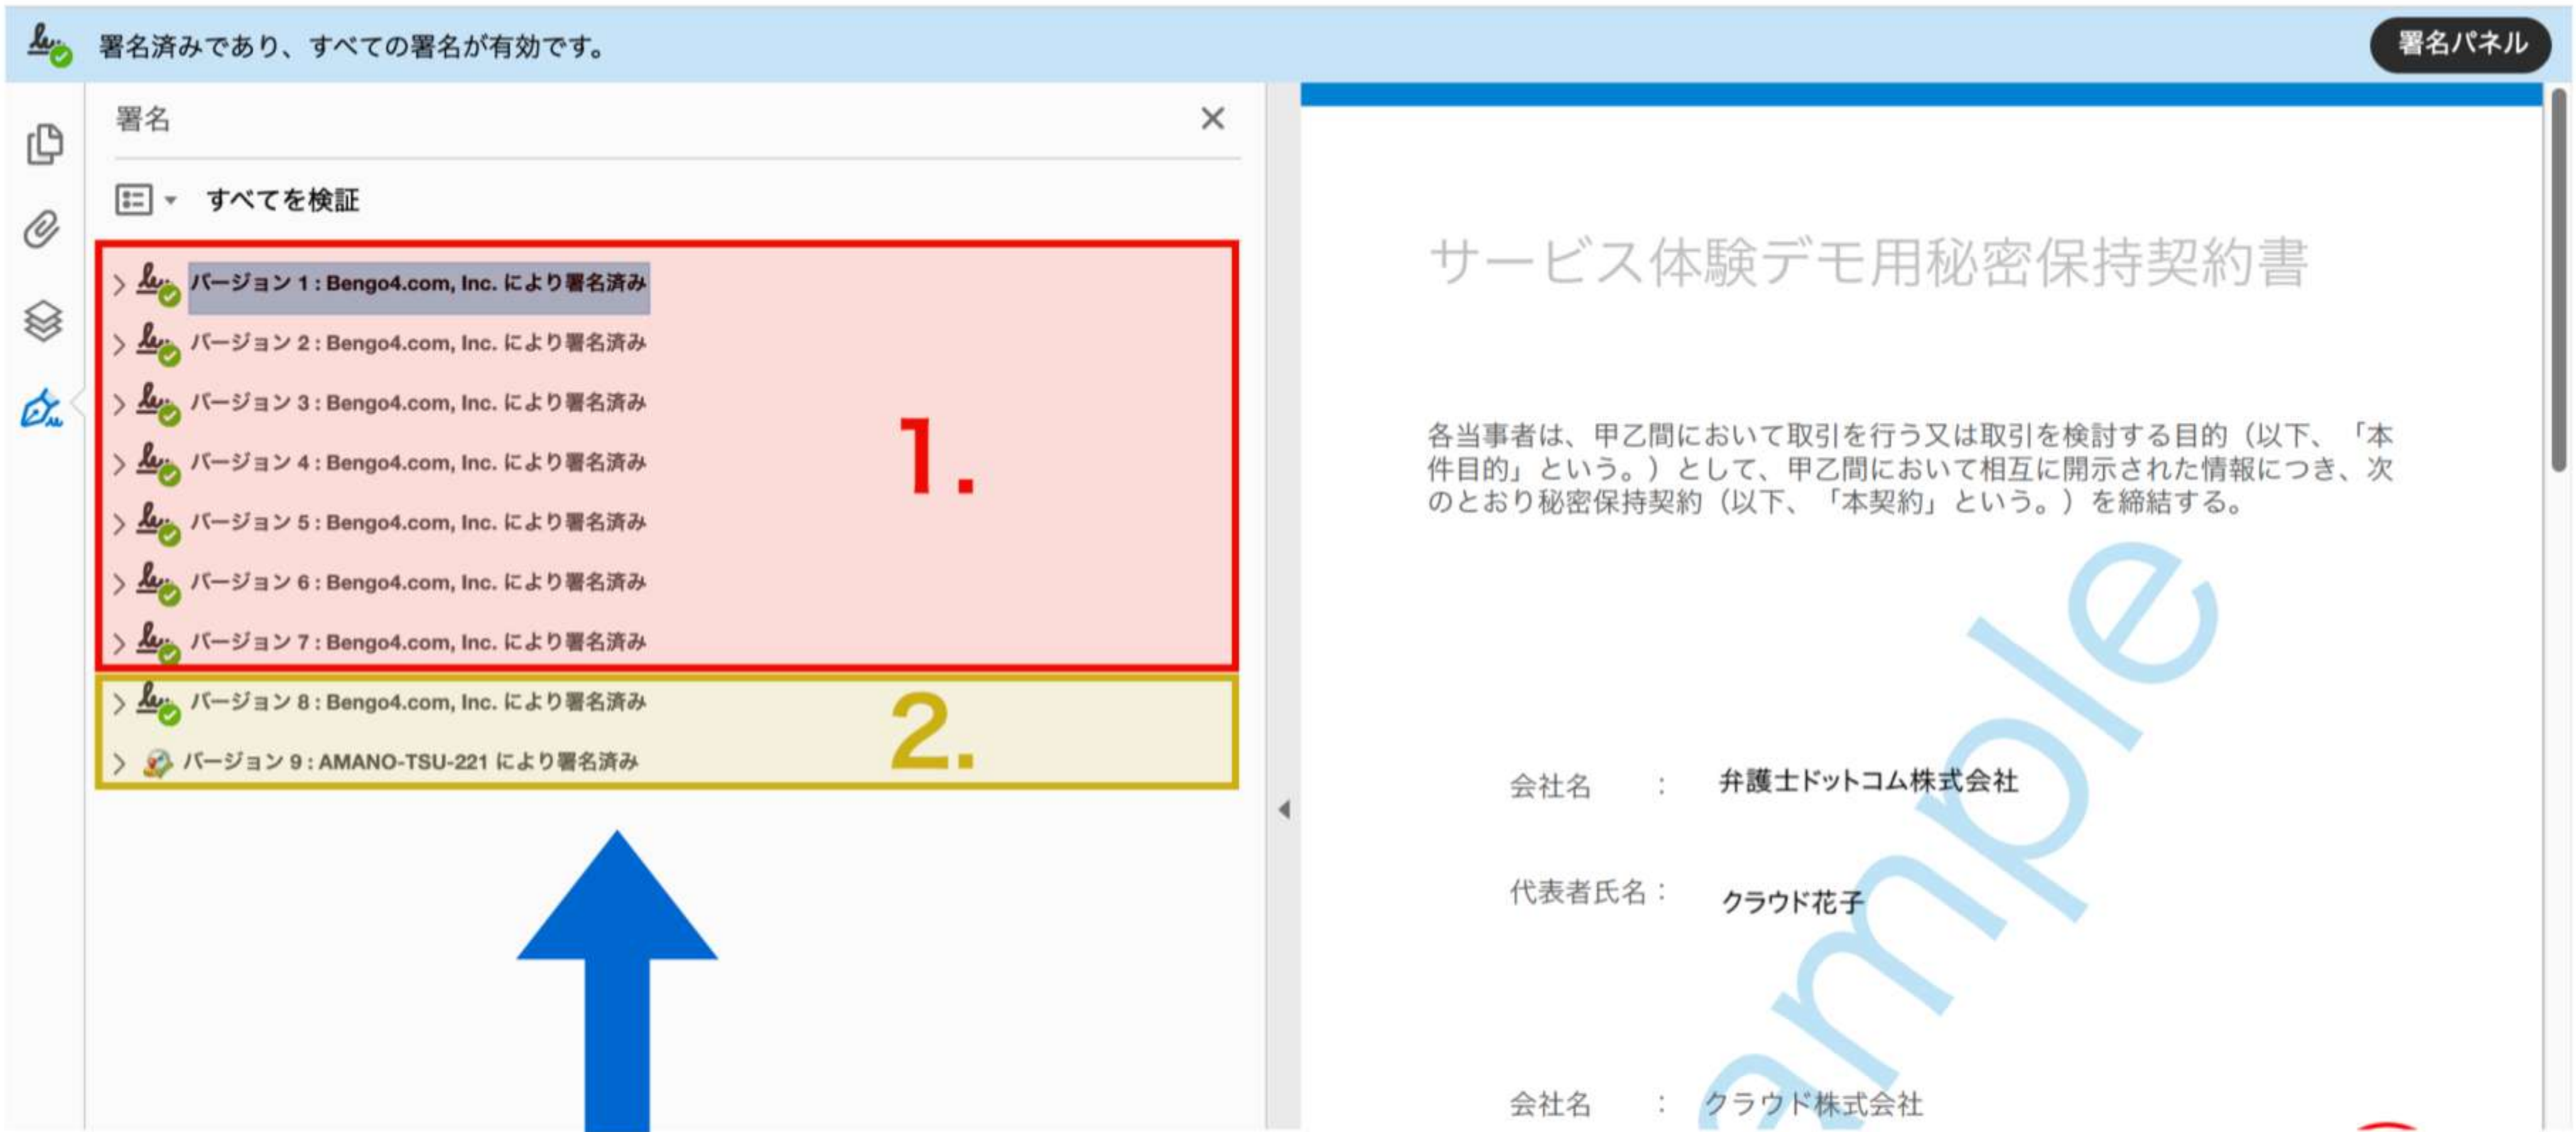 署名済みであり、すべての署名が有効です。
署名パネル
署名
すべてを検証
バージョン 1 : Bengo4.com, Inc. により署名済み
バージョン 2 : Bengo4.com, Inc. により署名済み
バージョン 3 : Bengo4.com, Inc. により署名済み
バージョン 4 : Bengo4.com, Inc. により署名済み
バージョン 5 : Bengo4.com, Inc. により署名済み
バージョン 6 : Bengo4.com, Inc. により署名済み
バージョン 7 : Bengo4.com, Inc. により署名済み
1.
バージョン 8 : Bengo4.com, Inc. により署名済み
バージョン 9 : AMANO-TSU-221 により署名済み
2.
サービス体験デモ用秘密保持契約書
各当事者は、甲乙間において取引を行う又は取引を検討する目的（以下、「本
件目的」という。）として、甲乙間において相互に開示された情報につき、次
のとおり秘密保持契約（以下、「本契約」という。）を締結する。
会社名 : 弁護士ドットコム株式会社
代表者氏名 : クラウド花子
会社名 : クラウド株式会社
ample